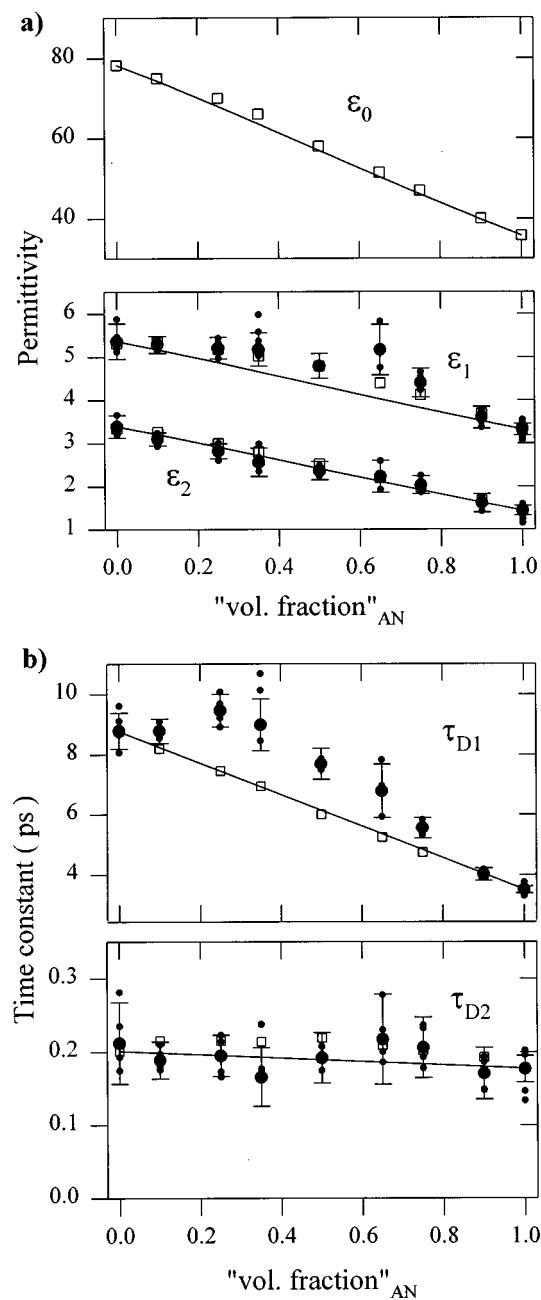 a)
80
60
40
ε0
Permittivity
6
5
4
3
2
1
ε1
ε2
0.0 0.2 0.4 0.6 0.8 1.0
"vol. fraction"AN
b)
10
8
6
4
τD1
Time constant ( ps )
0.3
0.2
0.1
0.0
τD2
0.0 0.2 0.4 0.6 0.8 1.0
"vol. fraction"AN